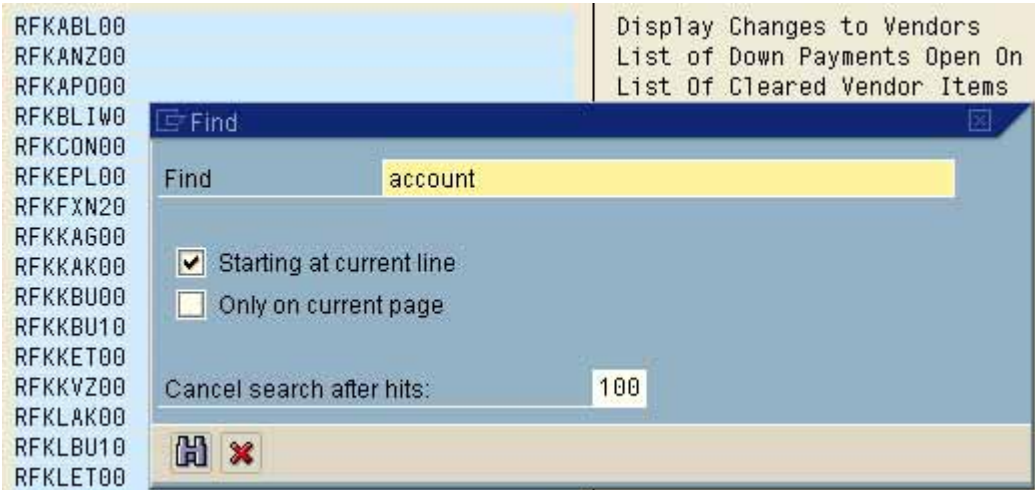 RFKABL00 Display Changes to Vendors
RFKANZ00 List of Down Payments Open On
RFKAPO00 List Of Cleared Vendor Items
RFKBLIW0
Find
RFKCON00
RFKEPL00
Find account
RFKFXN20
RFKKAG00
RFKKAK00
Starting at current line
RFKKBU00
Only on current page
RFKKBU10
RFKKET00
RFKKVZ00
Cancel search after hits: 100
RFKLAK00
RFKLBU10
RFKLET00